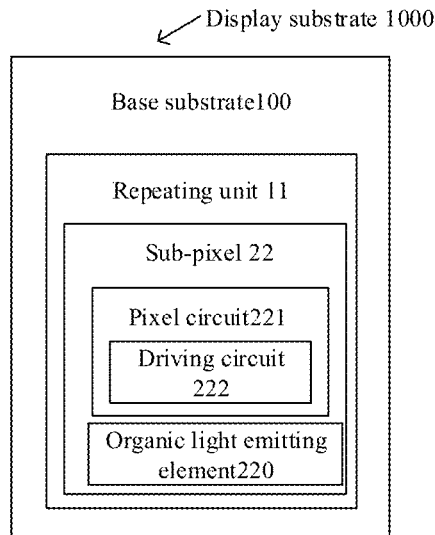 Display substrate 1000
Base substrate100
Repeating unit 11
Sub-pixel 22
Pixel circuit221
Driving circuit
222
Organic light emitting
element220